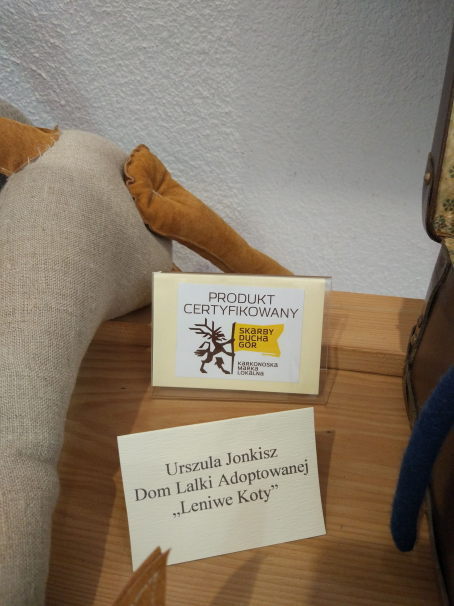 PRODUKT
CERTYFIKOWANY
SKARBY
DUCHA
GÓR
KARKONOSKA
MARKA
LOKALNA
Urszula Jonkisz
Dom Lalki Adoptowanej
„Leniwe Koty”